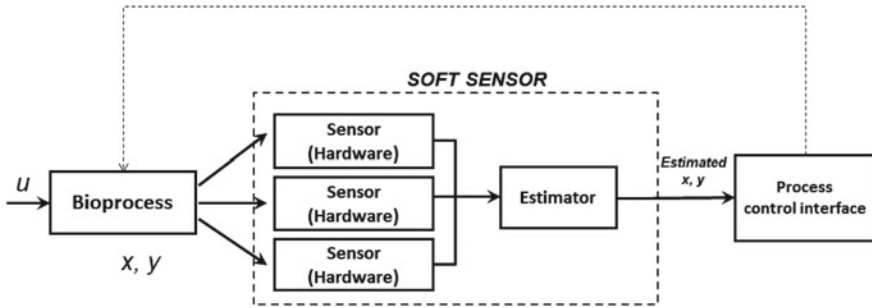 SOFT SENSOR
Sensor
(Hardware)
u
Bioprocess
Sensor
(Hardware)
Estimator
Estimated
x, y
Process
control interface
x, y
Sensor
(Hardware)